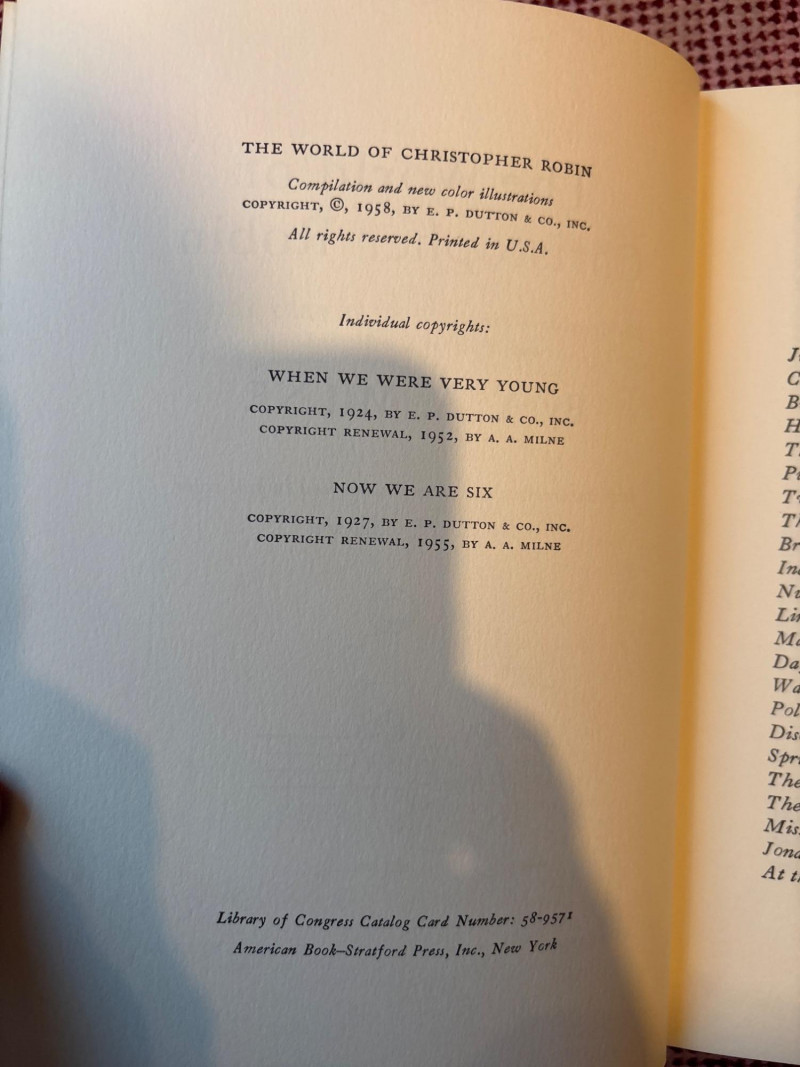 THE WORLD OF CHRISTOPHER ROBIN
Compilation and new color illustrations
COPYRIGHT, ©, 1958, BY E. P. DUTTON & CO., INC.
All rights reserved. Printed in U.S.A.
Individual copyrights:
WHEN WE WERE VERY YOUNG
COPYRIGHT, 1924, BY E. P. DUTTON & CO., INC.
COPYRIGHT RENEWAL, 1952, BY A. A. MILNE
NOW WE ARE SIX
COPYRIGHT, 1927, BY E. P. DUTTON & CO., INC.
COPYRIGHT RENEWAL, 1955, BY A. A. MILNE
Library of Congress Catalog Card Number: 58-9571
American Book—Stratford Press, Inc., New York
The
The
At